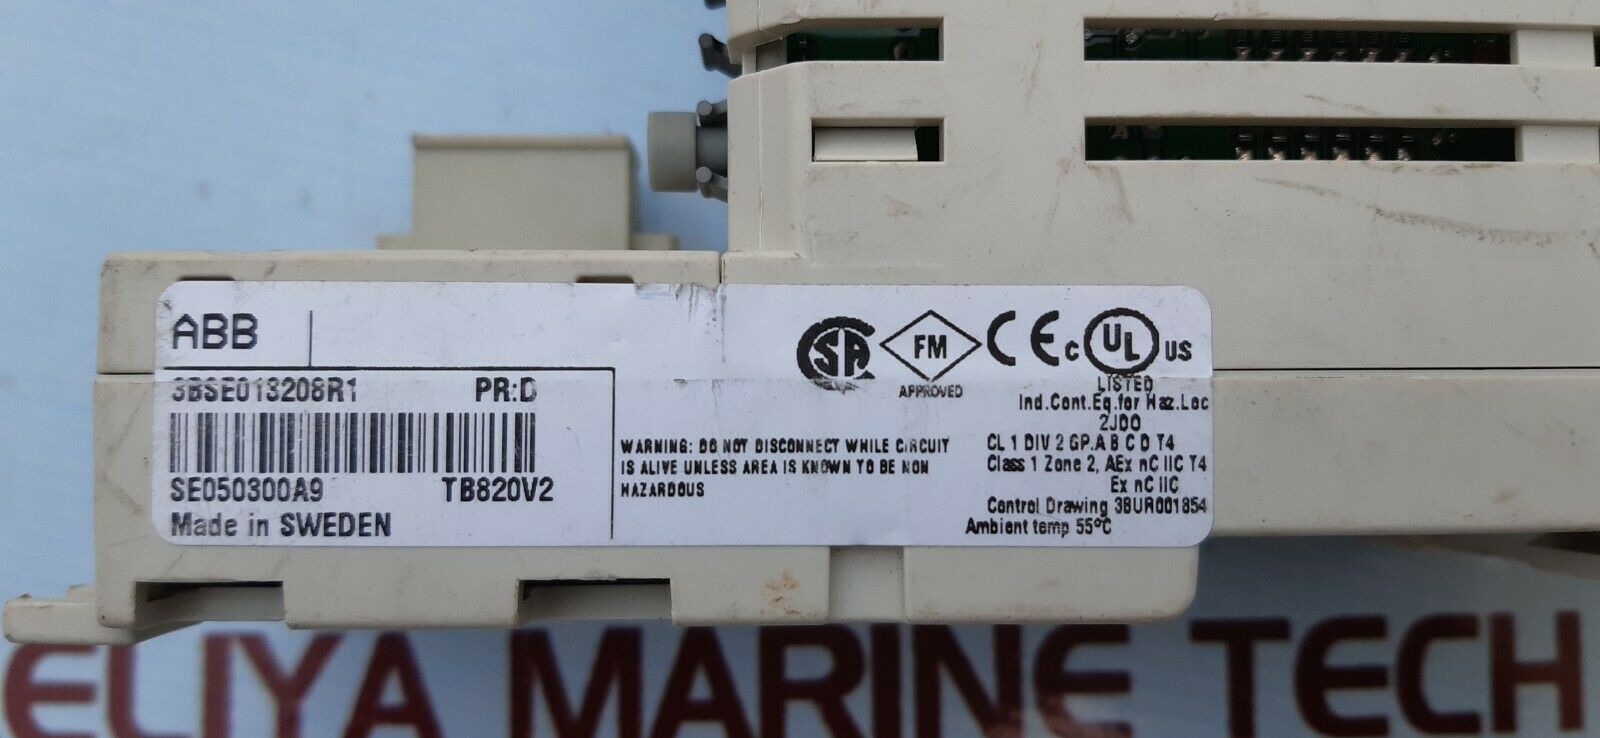 ABB
3BSE013208R1 PR:D
SE050300A9 TB820V2
Made in SWEDEN
WARNING: DO NOT DISCONNECT WHILE CIRCUIT
IS ALIVE UNLESS AREA IS KNOWN TO BE NON
HAZARDOUS
SA FM CE c UL US
APPROVED
LISTED
Ind.Cont.Eq.for Haz.Loc
2J00
CL 1 DIV 2 GP.A B C D T4
Class 1 Zone 2, AEx nC IIC T4
Ex nC IIC
Control Drawing 3BUR001854
Ambient temp 55°C
ELIYA MARINE TECH